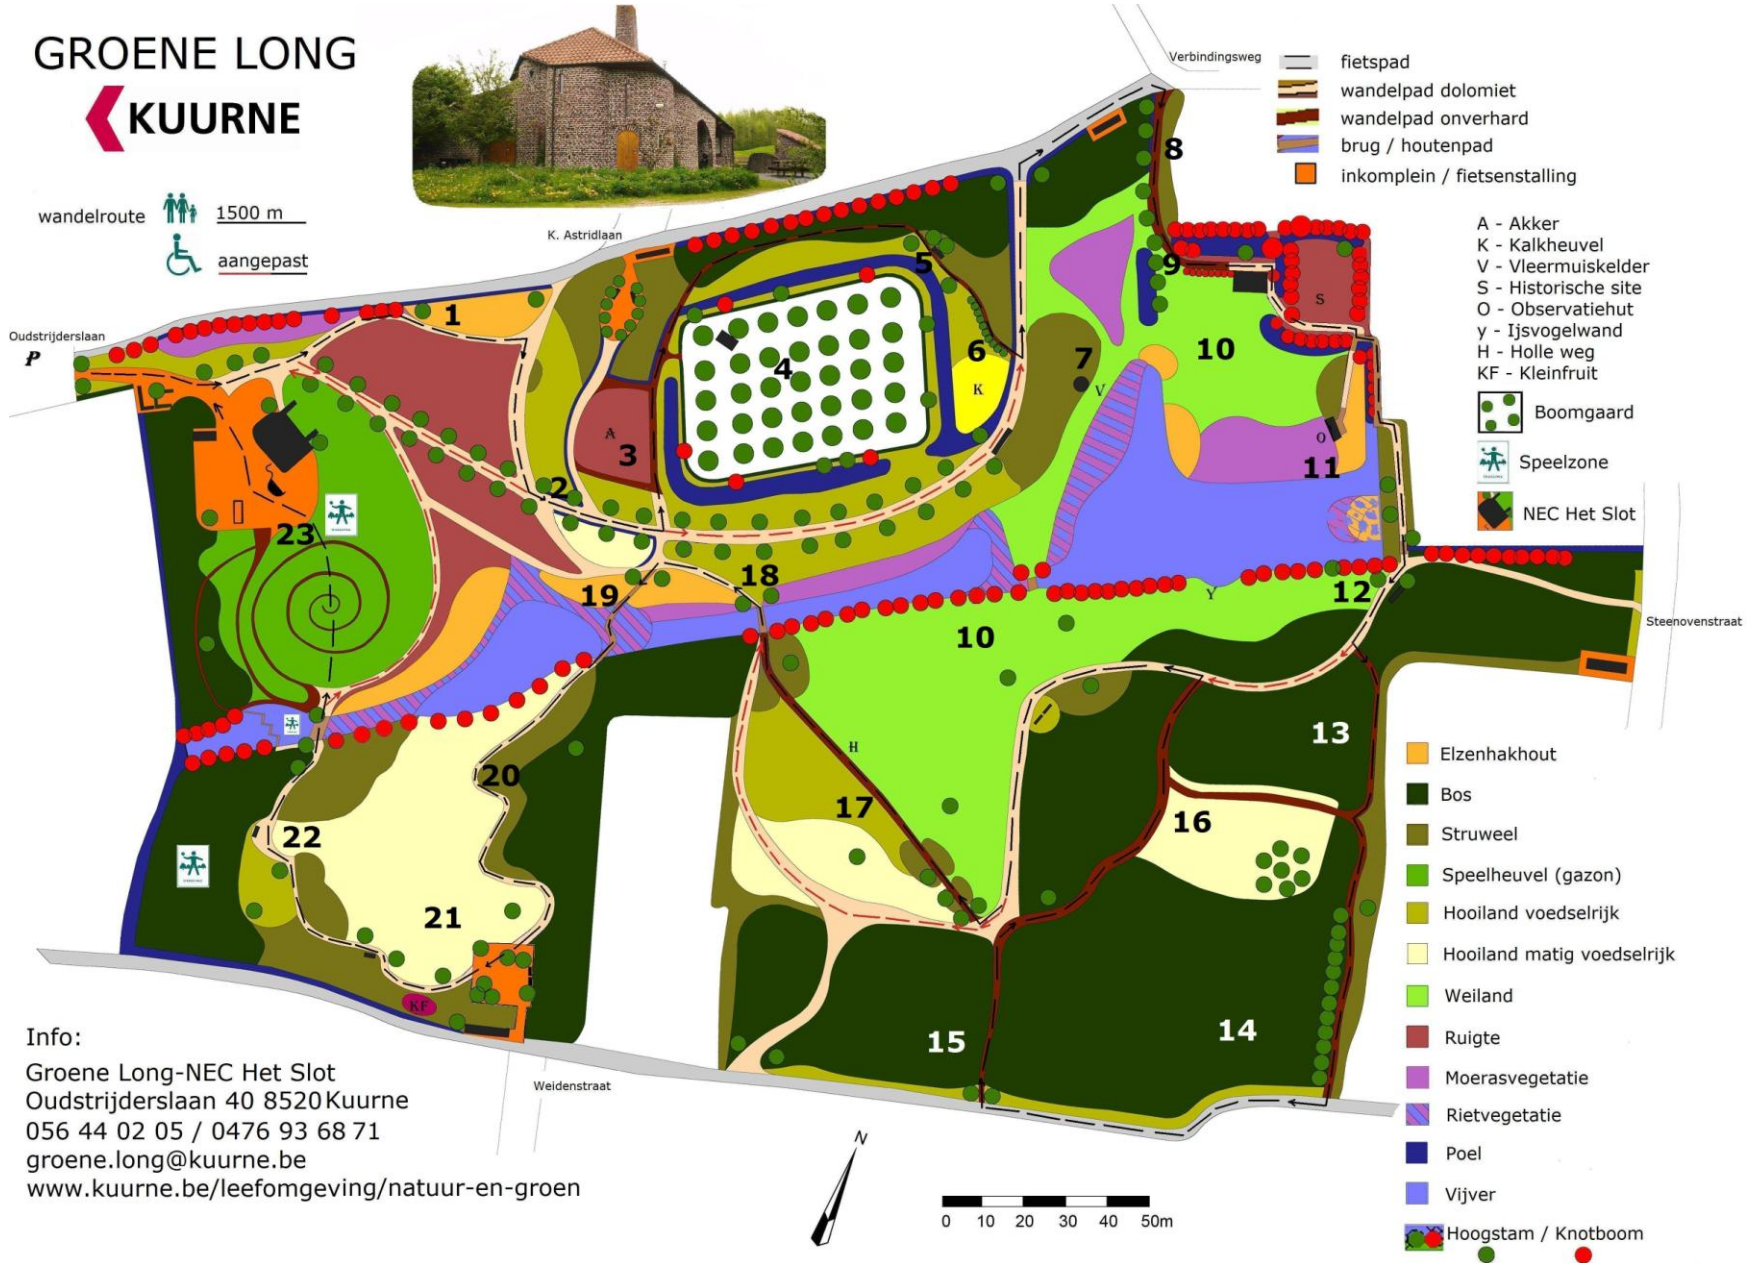 GROENE LONG
KUURNE
wandelroute
1500 m
aangepast
Oudstrijderslaan
P
K. Astridlaan
Verbindingsweg
fietspad
wandelpad dolomiet
wandelpad onverhard
brug / houtenpad
inkomplein / fietsenstalling
A - Akker
K - Kalkheuvel
V - Vleermuiskelder
S - Historische site
O - Observatiehut
y - Ijsvogelwand
H - Holle weg
KF - Kleinfruit
Boomgaard
Speelzone
NEC Het Slot
1
2
3
A
4
5
6
K
7
V
8
9
S
10
O
11
12
Y
Steenovenstraat
10
13
14
15
16
17
H
18
19
20
21
22
23
KF
Weidenstraat
Elzenhakhout
Bos
Struweel
Speelheuvel (gazon)
Hooiland voedselrijk
Hooiland matig voedselrijk
Weiland
Ruigte
Moerasvegetatie
Rietvegetatie
Poel
Vijver
Hoogstam / Knotboom
Info:
Groene Long-NEC Het Slot
Oudstrijderslaan 40 8520 Kuurne
056 44 02 05 / 0476 93 68 71
groene.long@kuurne.be
www.kuurne.be/leefomgeving/natuur-en-groen
N
0 10 20 30 40 50m